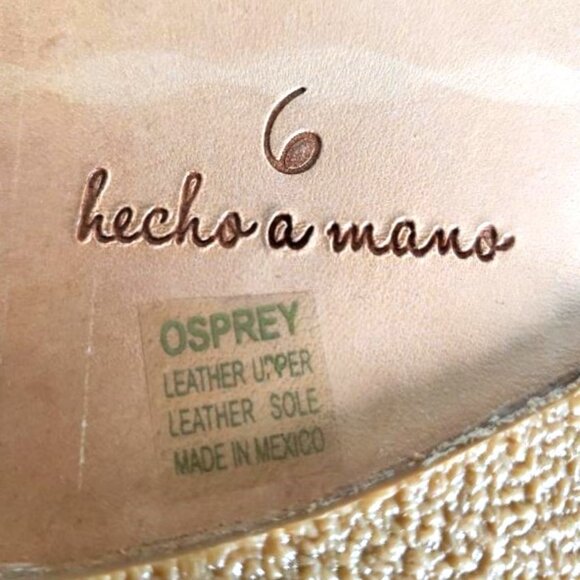 6
hecho a mano
OSPREY
LEATHER UPPER
LEATHER SOLE
MADE IN MEXICO